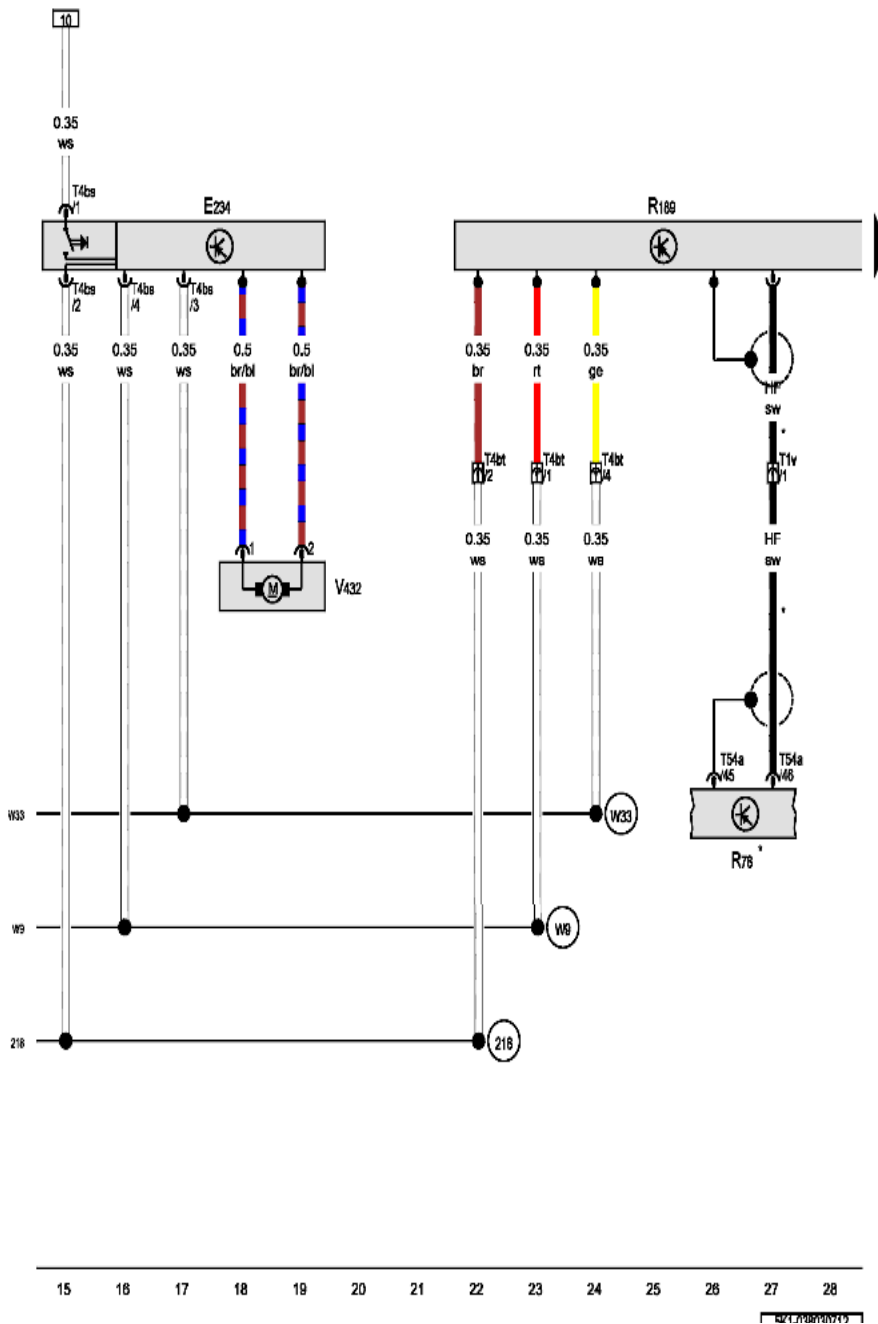 10
0.35
ws
T4bs
/1
E234
R189
T4bs
/2
T4bs
/4
T4bs
/3
0.35
ws
0.35
ws
0.35
ws
0.5
br/bl
0.5
br/bl
0.35
br
0.35
rt
0.35
ge
HF
sw
*
T4bt
/2
T4bt
/1
T4bt
/4
T1v
/1
0.35
ws
0.35
ws
0.35
ws
HF
sw
*
1
2
M
V432
T54a
/45
T54a
/46
W33
W33
R78 *
W9
W9
218
218
15 16 17 18 19 20 21 22 23 24 25 26 27 28
5K1-038030712